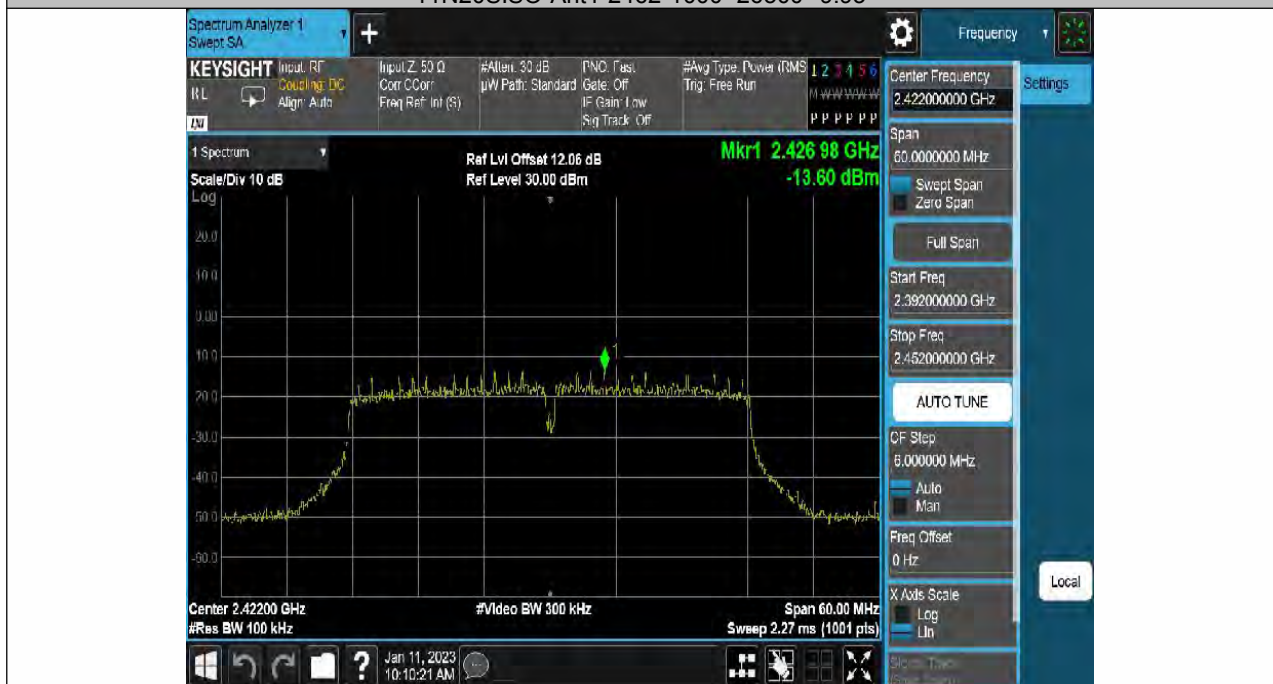 Spectrum Analyzer 1
Swept SA
+
Frequency
KEYSIGHT
Input: RF
Coupling: DC
Align: Auto
RL
Input Z: 50 Ω
Corr CCorr
Freq Ref: Int (S)
#Atten: 30 dB
µW Path: Standard
PNO: Fast
Gate: Off
IF Gain: Low
Sig Track: Off
#Avg Type: Power (RMS
Trig: Free Run
1 2 3 4 5 6
M W W W W W
P P P P P P
1 Spectrum
Scale/Div 10 dB
Log
Ref Lvl Offset 12.06 dB
Ref Level 30.00 dBm
Mkr1 2.426 98 GHz
-13.60 dBm
20.0
10.0
0.00
10.0
20.0
-30.0
-40.0
50.0
-60.0
1
Center 2.42200 GHz
#Res BW 100 kHz
#Video BW 300 kHz
Span 60.00 MHz
Sweep 2.27 ms (1001 pts)
Center Frequency
2.422000000 GHz
Settings
Span
60.0000000 MHz
Swept Span
Zero Span
Full Span
Start Freq
2.392000000 GHz
Stop Freq
2.452000000 GHz
AUTO TUNE
CF Step
6.000000 MHz
Auto
Man
Freq Offset
0 Hz
X Axis Scale
Log
Lin
Local
?
Jan 11, 2023
10:10:21 AM